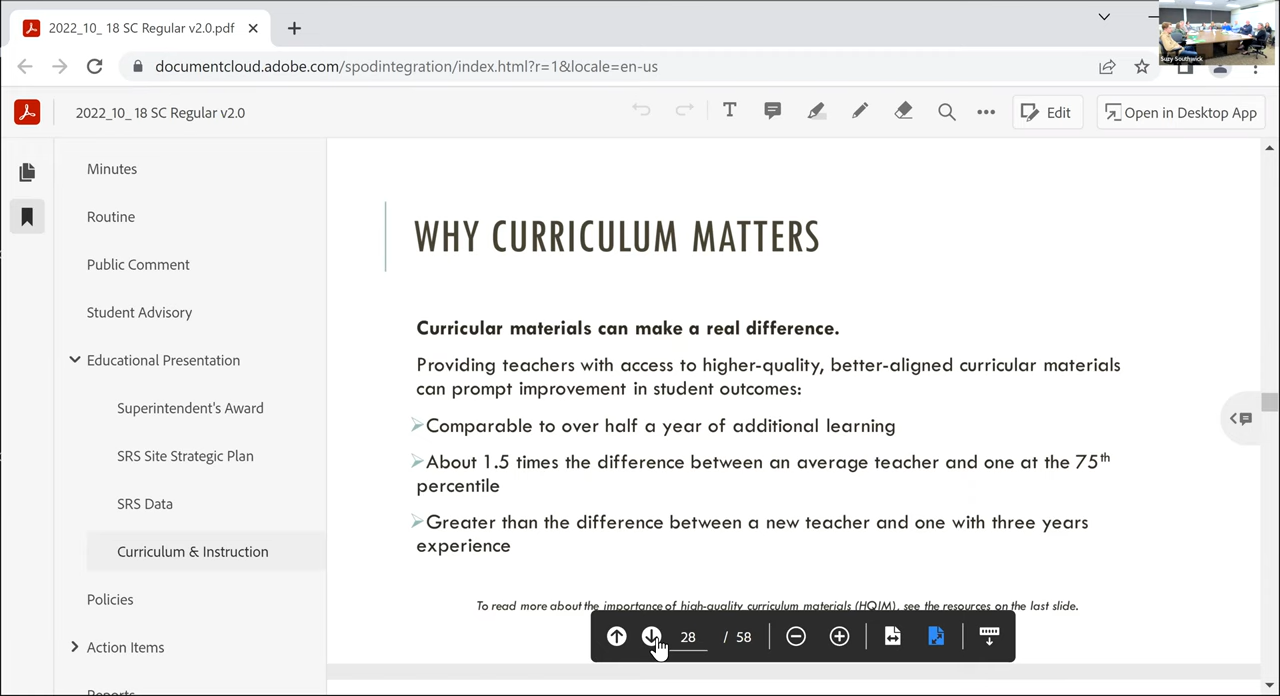 2022_10_ 18 SC Regular v2.0.pdf
Suzy Southwick
documentcloud.adobe.com/spodintegration/index.html?r=1&locale=en-us
2022_10_ 18 SC Regular v2.0
T
Edit
Open in Desktop App
Minutes
Routine
Public Comment
Student Advisory
Educational Presentation
Superintendent's Award
SRS Site Strategic Plan
SRS Data
Curriculum & Instruction
Policies
Action Items
Reports
WHY CURRICULUM MATTERS
Curricular materials can make a real difference.
Providing teachers with access to higher-quality, better-aligned curricular materials
can prompt improvement in student outcomes:
Comparable to over half a year of additional learning
About 1.5 times the difference between an average teacher and one at the 75th
percentile
Greater than the difference between a new teacher and one with three years
experience
To read more about the importance of high-quality curriculum materials (HQIM), see the resources on the last slide.
28 / 58